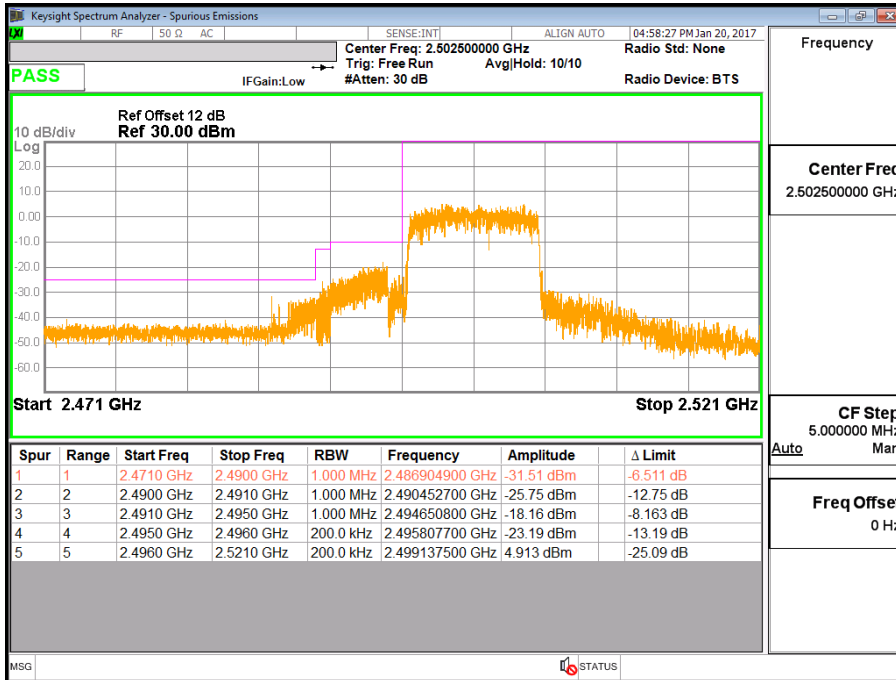 Keysight Spectrum Analyzer - Spurious Emissions
LXI RF 50 Ω AC SENSE:INT ALIGN AUTO 04:58:27 PM Jan 20, 2017
Center Freq: 2.502500000 GHz Radio Std: None
Trig: Free Run Avg|Hold: 10/10
PASS IFGain:Low #Atten: 30 dB Radio Device: BTS
Ref Offset 12 dB
10 dB/div Ref 30.00 dBm
Log
20.0
10.0
0.00
-10.0
-20.0
-30.0
-40.0
-50.0
-60.0
Start 2.471 GHz Stop 2.521 GHz
Spur Range Start Freq Stop Freq RBW Frequency Amplitude Δ Limit
1 1 2.4710 GHz 2.4900 GHz 1.000 MHz 2.486904900 GHz -31.51 dBm -6.511 dB
2 2 2.4900 GHz 2.4910 GHz 1.000 MHz 2.490452700 GHz -25.75 dBm -12.75 dB
3 3 2.4910 GHz 2.4950 GHz 1.000 MHz 2.494650800 GHz -18.16 dBm -8.163 dB
4 4 2.4950 GHz 2.4960 GHz 200.0 kHz 2.495807700 GHz -23.19 dBm -13.19 dB
5 5 2.4960 GHz 2.5210 GHz 200.0 kHz 2.499137500 GHz 4.913 dBm -25.09 dB
MSG STATUS
Frequency
Center Freq
2.502500000 GHz
CF Step
5.000000 MHz
Auto Man
Freq Offset
0 Hz